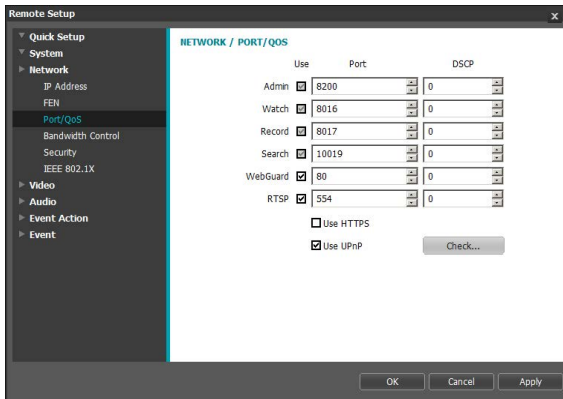 Remote Setup
x
Quick Setup
System
Network
IP Address
FEN
Port/QoS
Bandwidth Control
Security
IEEE 802.1X
Video
Audio
Event Action
Event
NETWORK / PORT/QOS
Use Port DSCP
Admin 8200 0
Watch 8016 0
Record 8017 0
Search 10019 0
WebGuard 80 0
RTSP 554 0
Use HTTPS
Use UPnP Check...
OK Cancel Apply